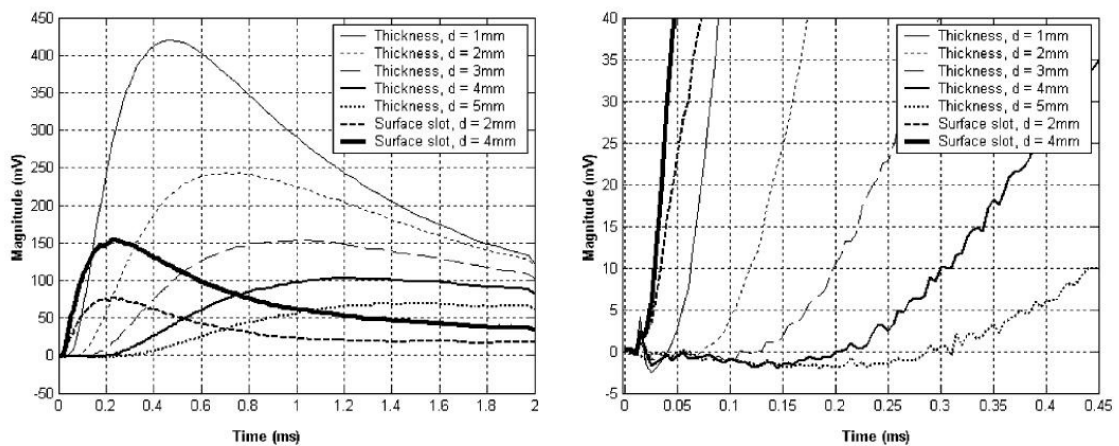 450
400
350
300
250
200
150
100
50
0
-50
Magnitude (mV)
Thickness, d = 1mm
Thickness, d = 2mm
Thickness, d = 3mm
Thickness, d = 4mm
Thickness, d = 5mm
Surface slot, d = 2mm
Surface slot, d = 4mm
0 0.2 0.4 0.6 0.8 1 1.2 1.4 1.6 1.8 2
Time (ms)
40
35
30
25
20
15
10
5
0
-5
Magnitude (mV)
Thickness, d = 1mm
Thickness, d = 2mm
Thickness, d = 3mm
Thickness, d = 4mm
Thickness, d = 5mm
Surface slot, d = 2mm
Surface slot, d = 4mm
0 0.05 0.1 0.15 0.2 0.25 0.3 0.35 0.4 0.45
Time (ms)